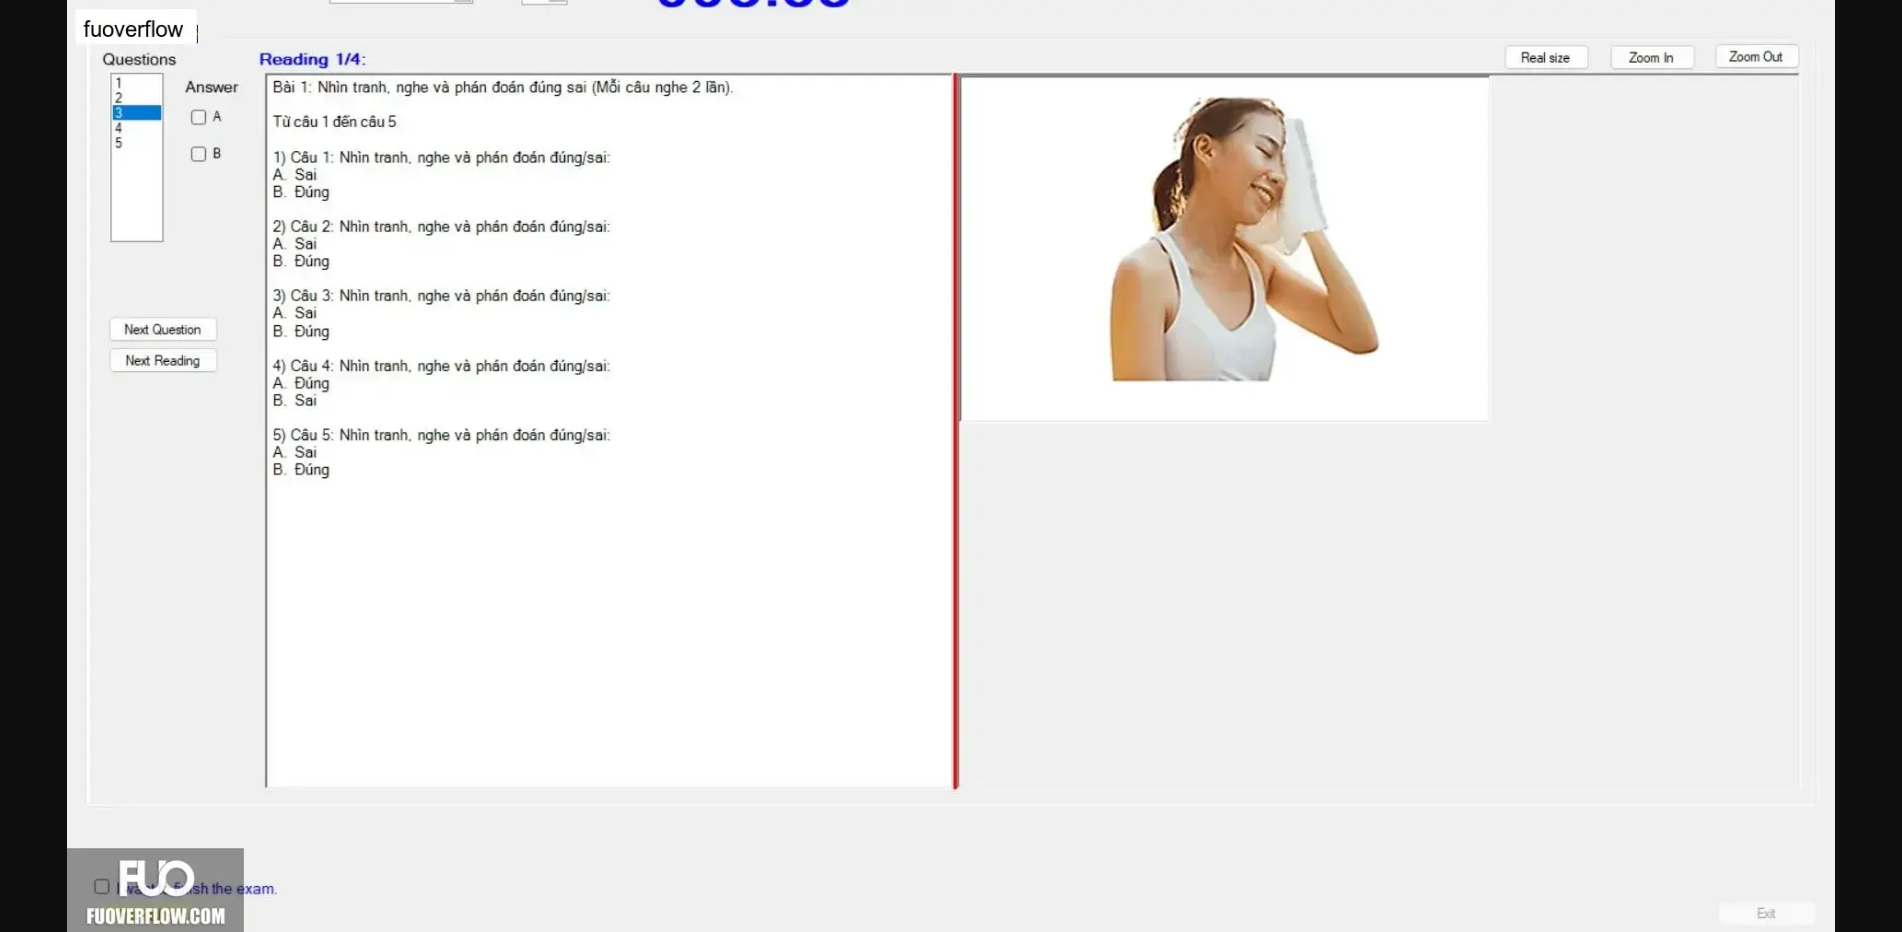 fuoverflow
Questions
Reading 1/4:
Real size
Zoom In
Zoom Out
1
2
3
4
5
Answer
A
B
Next Question
Next Reading
Bài 1: Nhìn tranh, nghe và phán đoán đúng sai (Mỗi câu nghe 2 lần).
Từ câu 1 đến câu 5
1) Câu 1: Nhìn tranh, nghe và phán đoán đúng/sai:
A. Sai
B. Đúng
2) Câu 2: Nhìn tranh, nghe và phán đoán đúng/sai:
A. Sai
B. Đúng
3) Câu 3: Nhìn tranh, nghe và phán đoán đúng/sai:
A. Sai
B. Đúng
4) Câu 4: Nhìn tranh, nghe và phán đoán đúng/sai:
A. Đúng
B. Sai
5) Câu 5: Nhìn tranh, nghe và phán đoán đúng/sai:
A. Sai
B. Đúng
FUO
the exam.
FUOVERFLOW.COM
Exit